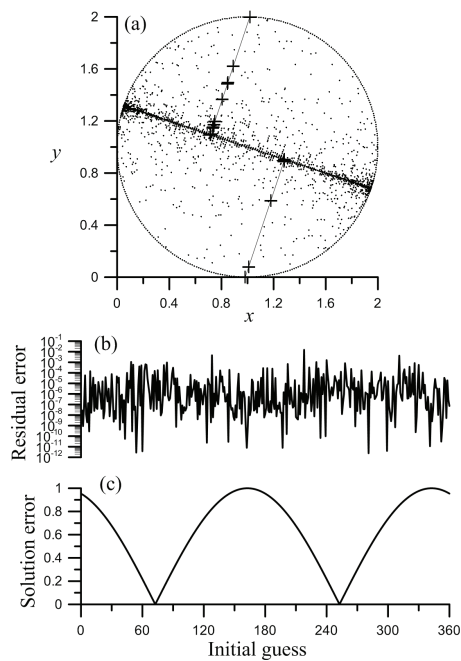 (a)
2
1.6
1.2
y
0.8
0.4
0
0 0.4 0.8 1.2 1.6 2
x
(b)
Residual error
10-1
10-2
10-3
10-4
10-5
10-6
10-7
10-8
10-9
10-10
10-11
10-12
(c)
Solution error
1
0.8
0.6
0.4
0.2
0
0 60 120 180 240 300 360
Initial guess